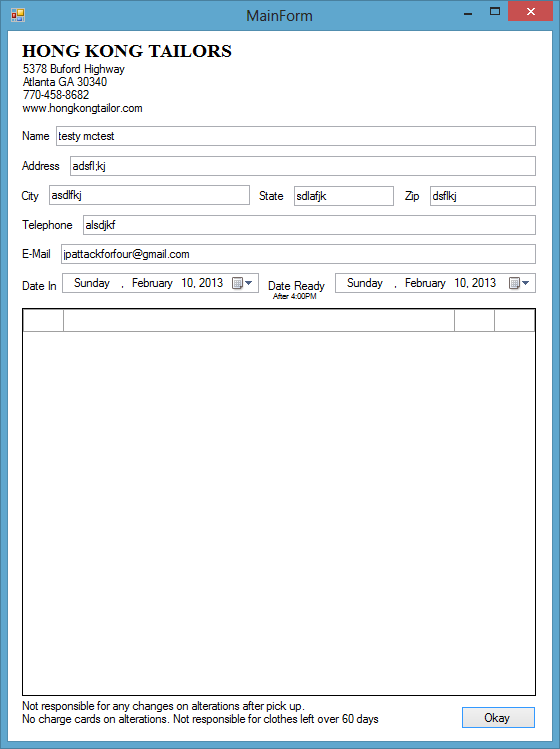 MainForm
HONG KONG TAILORS
5378 Buford Highway
Atlanta GA 30340
770-458-8682
www.hongkongtailor.com
Name testy mctest
Address adsfl;kj
City asdlfkj State sdlafjk Zip dsflkj
Telephone alsdjkf
E-Mail jpattackforfour@gmail.com
Date In Sunday , February 10, 2013 Date Ready Sunday , February 10, 2013
After 4:00PM
Not responsible for any changes on alterations after pick up.
No charge cards on alterations. Not responsible for clothes left over 60 days
Okay